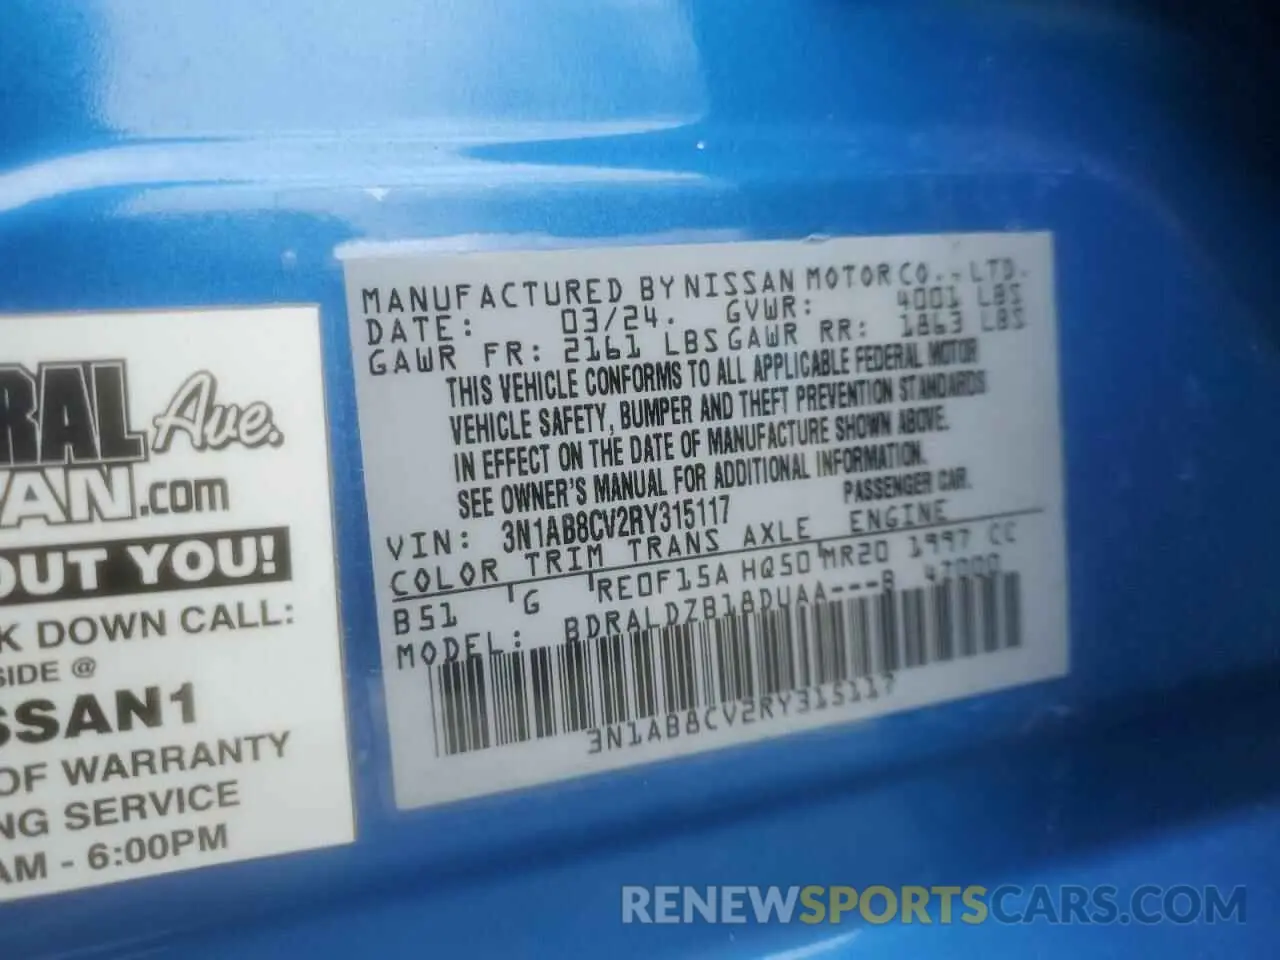 RAL Ave.
AN.com
OUT YOU!
K DOWN CALL:
SIDE @
SSAN1
OF WARRANTY
NG SERVICE
AM - 6:00PM
MANUFACTURED BY NISSAN MOTOR CO., LTD.
DATE: 03/24. GVWR: 4001 LBS
GAWR FR: 2161 LBS GAWR RR: 1863 LBS
THIS VEHICLE CONFORMS TO ALL APPLICABLE FEDERAL MOTOR
VEHICLE SAFETY, BUMPER AND THEFT PREVENTION STANDARDS
IN EFFECT ON THE DATE OF MANUFACTURE SHOWN ABOVE.
SEE OWNER'S MANUAL FOR ADDITIONAL INFORMATION.
VIN: 3N1AB8CV2RY315117 PASSENGER CAR.
COLOR TRIM TRANS AXLE ENGINE
B51 G RE0F15A HQ50 MR20 1997 CC
MODEL: BDRALDZB18DUAA---B 47000
3N1AB8CV2RY315117
RENEWSPORTSCARS.COM